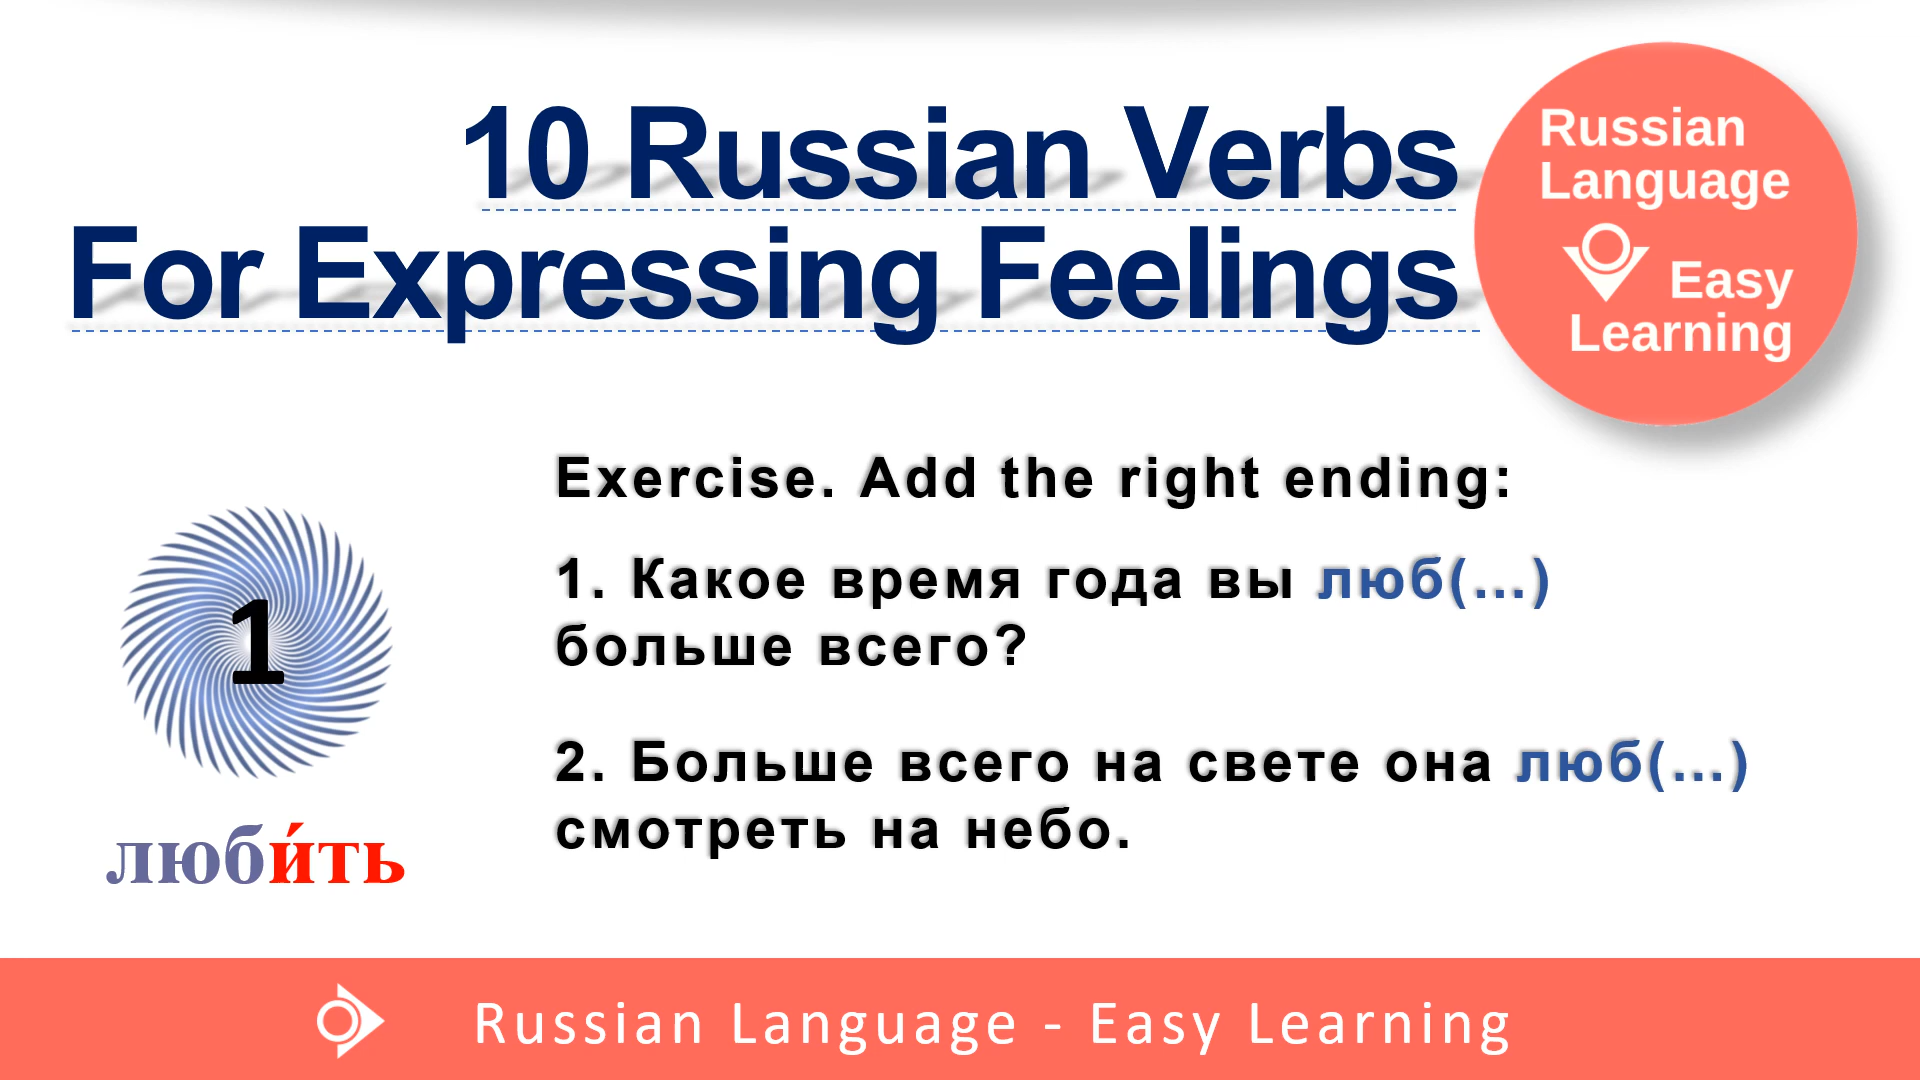 10 Russian Verbs
For Expressing Feelings
Russian
Language
Easy
Learning
Exercise. Add the right ending:
1. Какое время года вы люб(...)
больше всего?
2. Больше всего на свете она люб(...)
смотреть на небо.
1
люби́ть
Russian Language - Easy Learning